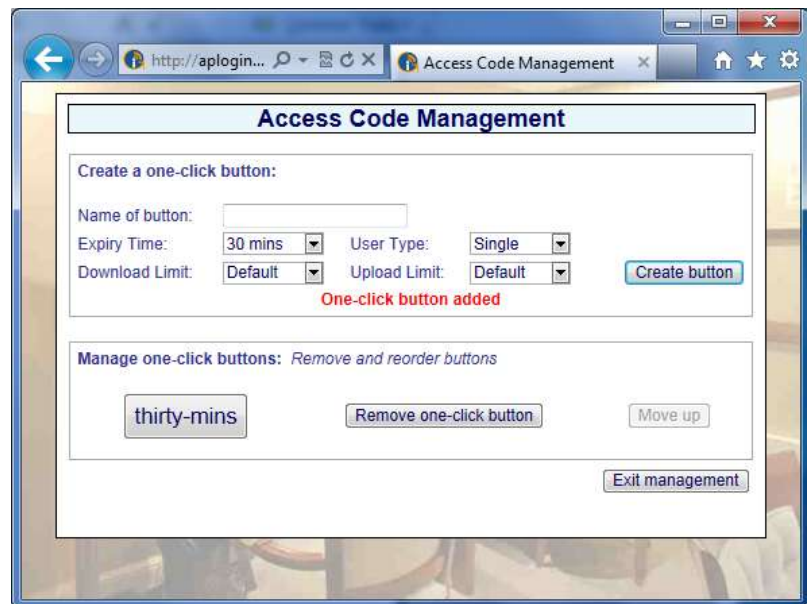 http://aplogin... Access Code Management
Access Code Management
Create a one-click button:
Name of button:
Expiry Time: 30 mins User Type: Single
Download Limit: Default Upload Limit: Default Create button
One-click button added
Manage one-click buttons: Remove and reorder buttons
thirty-mins Remove one-click button Move up
Exit management